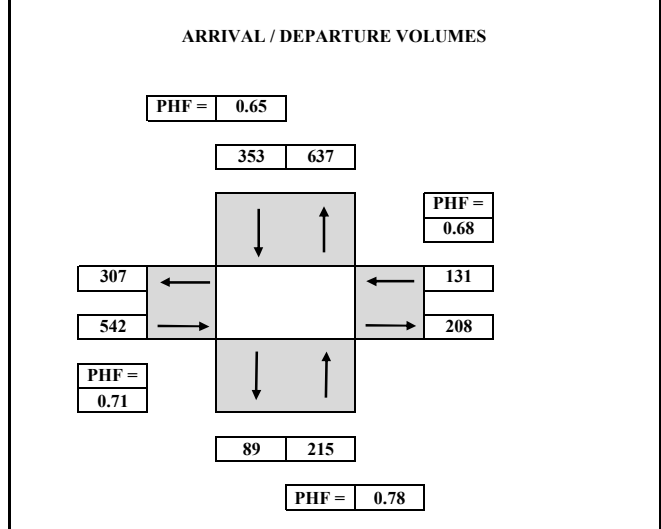 ARRIVAL / DEPARTURE VOLUMES
PHF = 0.65
353 637
PHF =
0.68
307 131
542 208
PHF =
0.71
89 215
PHF = 0.78